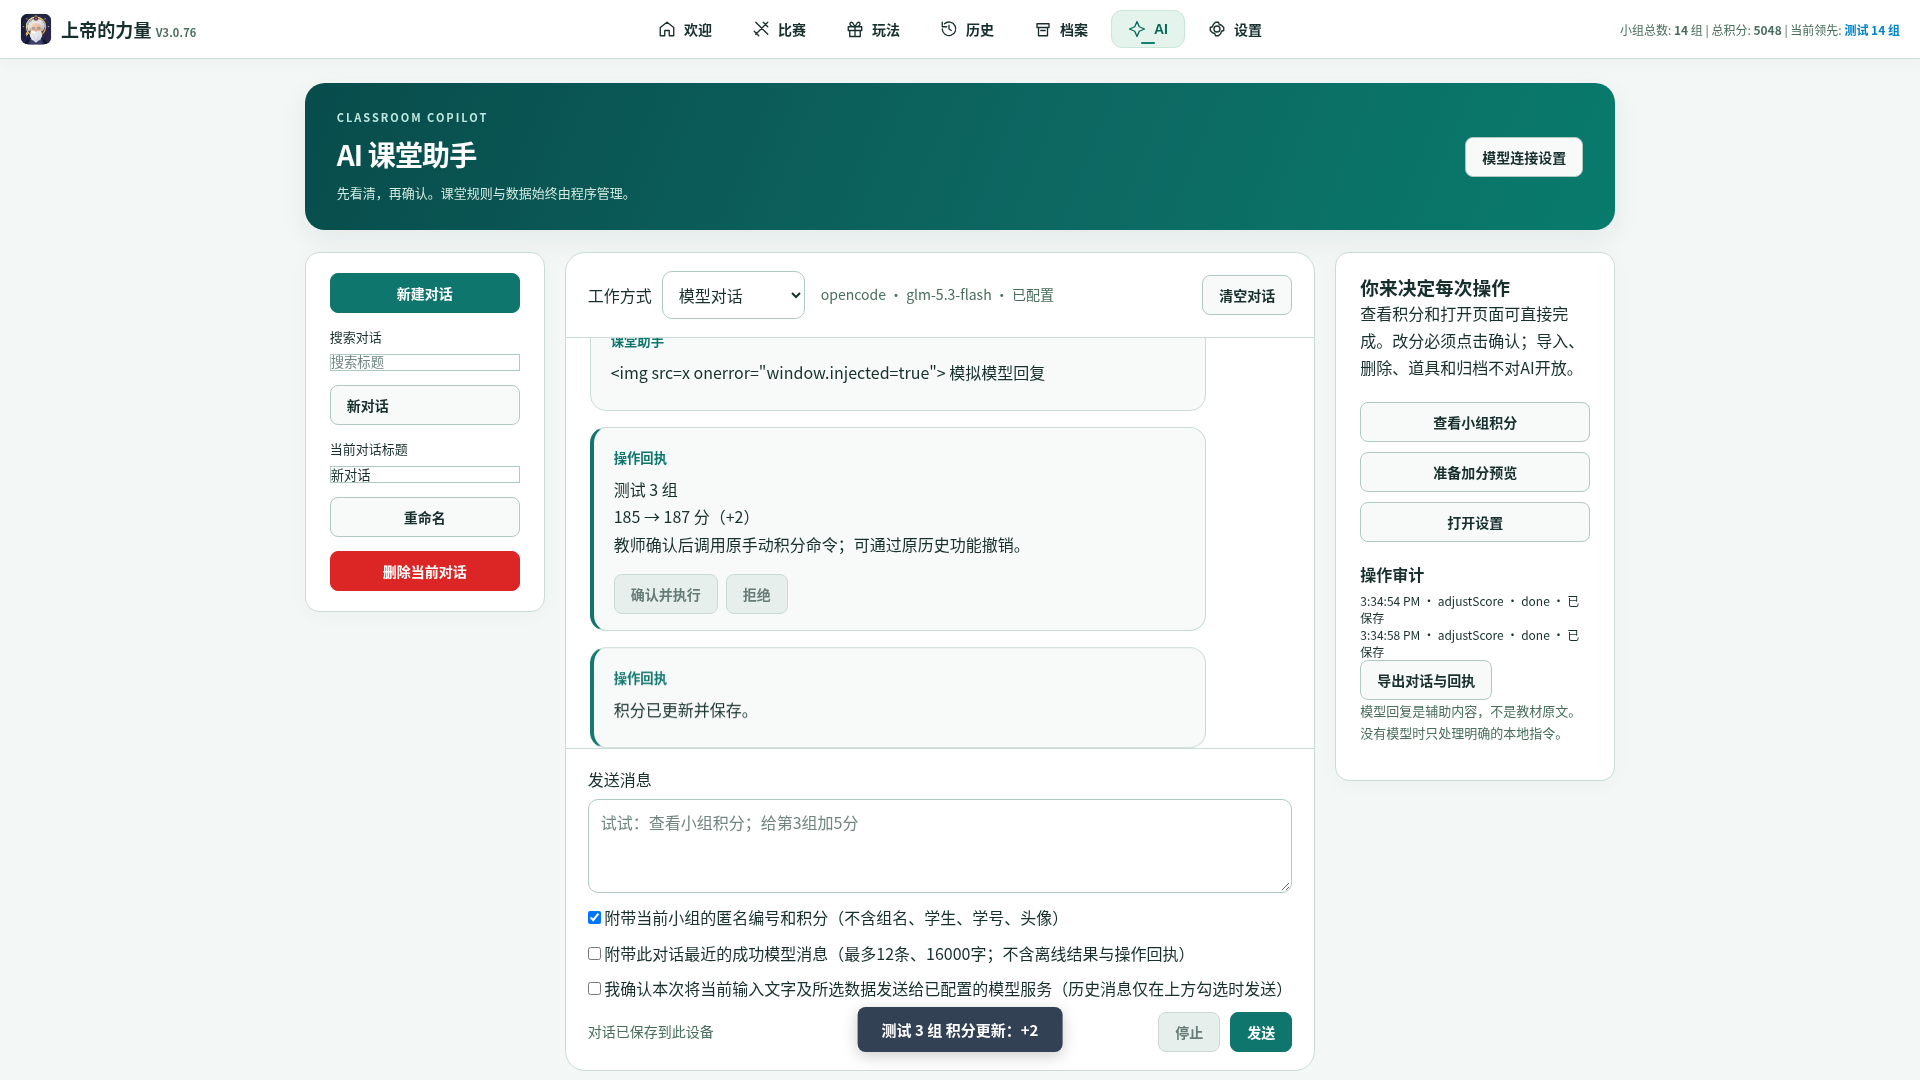 上帝的力量 V3.0.76
欢迎
比赛
玩法
历史
档案
AI
设置
小组总数: 14 组 | 总积分: 5048 | 当前领先: 测试 14 组
CLASSROOM COPILOT
AI 课堂助手
先看清，再确认。课堂规则与数据始终由程序管理。
模型连接设置
新建对话
搜索对话
搜索标题
新对话
当前对话标题
新对话
重命名
删除当前对话
工作方式
模型对话
opencode · glm-5.3-flash · 已配置
清空对话
课堂助手
<img src=x onerror="window.injected=true"> 模拟模型回复
操作回执
测试 3 组
185 → 187 分（+2）
教师确认后调用原手动积分命令；可通过原历史功能撤销。
确认并执行
拒绝
操作回执
积分已更新并保存。
发送消息
试试：查看小组积分；给第3组加5分
附带当前小组的匿名编号和积分（不含组名、学生、学号、头像）
附带此对话最近的成功模型消息（最多12条、16000字；不含离线结果与操作回执）
我确认本次将当前输入文字及所选数据发送给已配置的模型服务（历史消息仅在上方勾选时发送）
对话已保存到此设备
测试 3 组 积分更新：+2
停止
发送
你来决定每次操作
查看积分和打开页面可直接完
成。改分必须点击确认；导入、
删除、道具和归档不对AI开放。
查看小组积分
准备加分预览
打开设置
操作审计
3:34:54 PM · adjustScore · done · 已
保存
3:34:58 PM · adjustScore · done · 已
保存
导出对话与回执
模型回复是辅助内容，不是教材原文。
没有模型时只处理明确的本地指令。